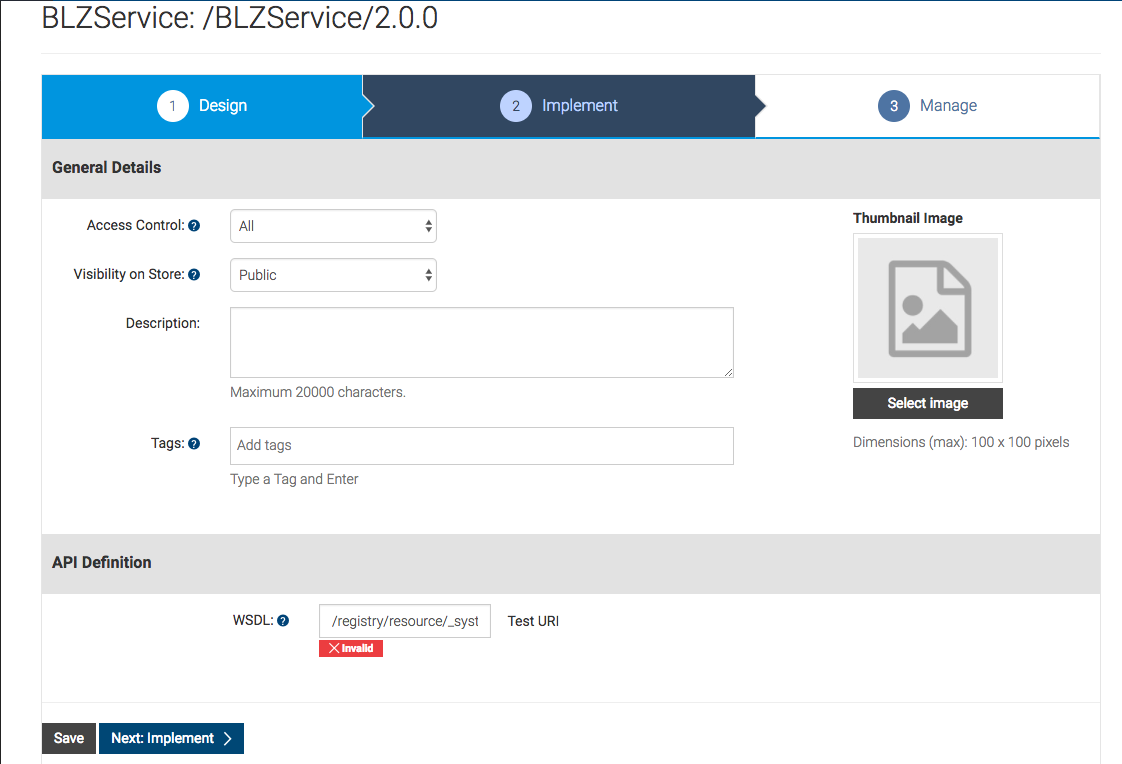 BLZService: /BLZService/2.0.0
1 Design
2 Implement
3 Manage
General Details
Access Control: ?
All
Thumbnail Image
Visibility on Store: ?
Public
Description:
Maximum 20000 characters.
Select image
Tags: ?
Add tags
Dimensions (max): 100 x 100 pixels
Type a Tag and Enter
API Definition
WSDL: ?
/registry/resource/_syst
Test URI
Invalid
Save
Next: Implement